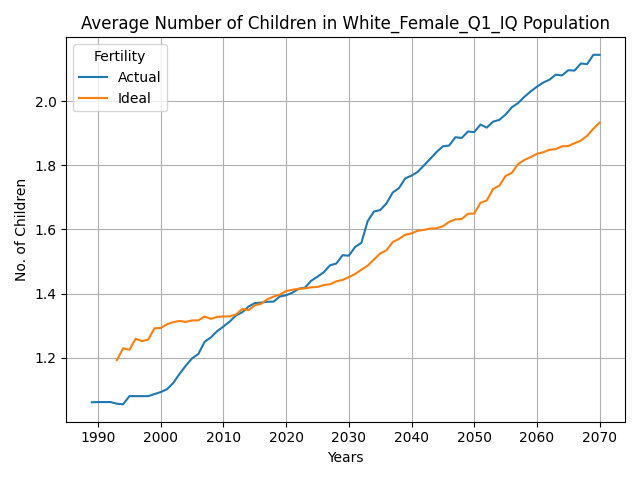 Average Number of Children in White_Female_Q1_IQ Population
Fertility
Actual
Ideal
No. of Children
2.0
1.8
1.6
1.4
1.2
1990 2000 2010 2020 2030 2040 2050 2060 2070
Years